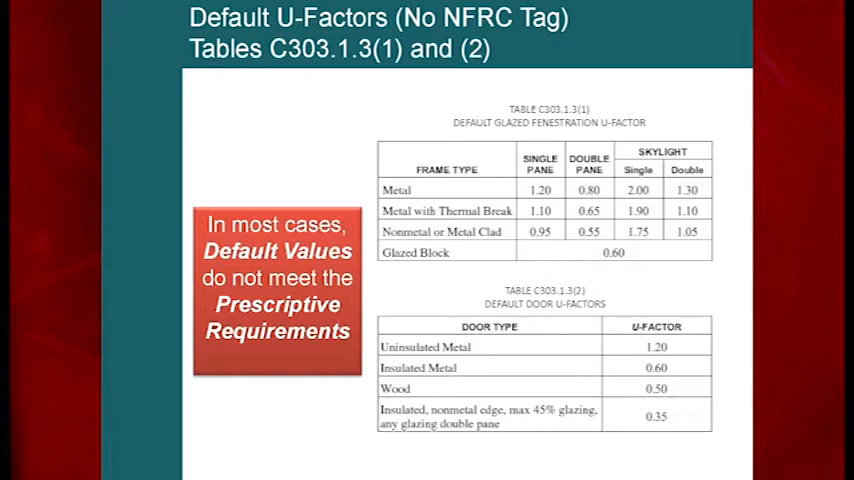 Default U-Factors (No NFRC Tag)
Tables C303.1.3(1) and (2)
In most cases,
Default Values
do not meet the
Prescriptive
Requirements
TABLE C303.1.3(1)
DEFAULT GLAZED FENESTRATION U-FACTOR
FRAME TYPE SINGLE PANE DOUBLE PANE SKYLIGHT
Single Double
Metal 1.20 0.80 2.00 1.30
Metal with Thermal Break 1.10 0.65 1.90 1.10
Nonmetal or Metal Clad 0.95 0.55 1.75 1.05
Glazed Block 0.60
TABLE C303.1.3(2)
DEFAULT DOOR U-FACTORS
DOOR TYPE U-FACTOR
Uninsulated Metal 1.20
Insulated Metal 0.60
Wood 0.50
Insulated, nonmetal edge, max 45% glazing,
any glazing double pane 0.35